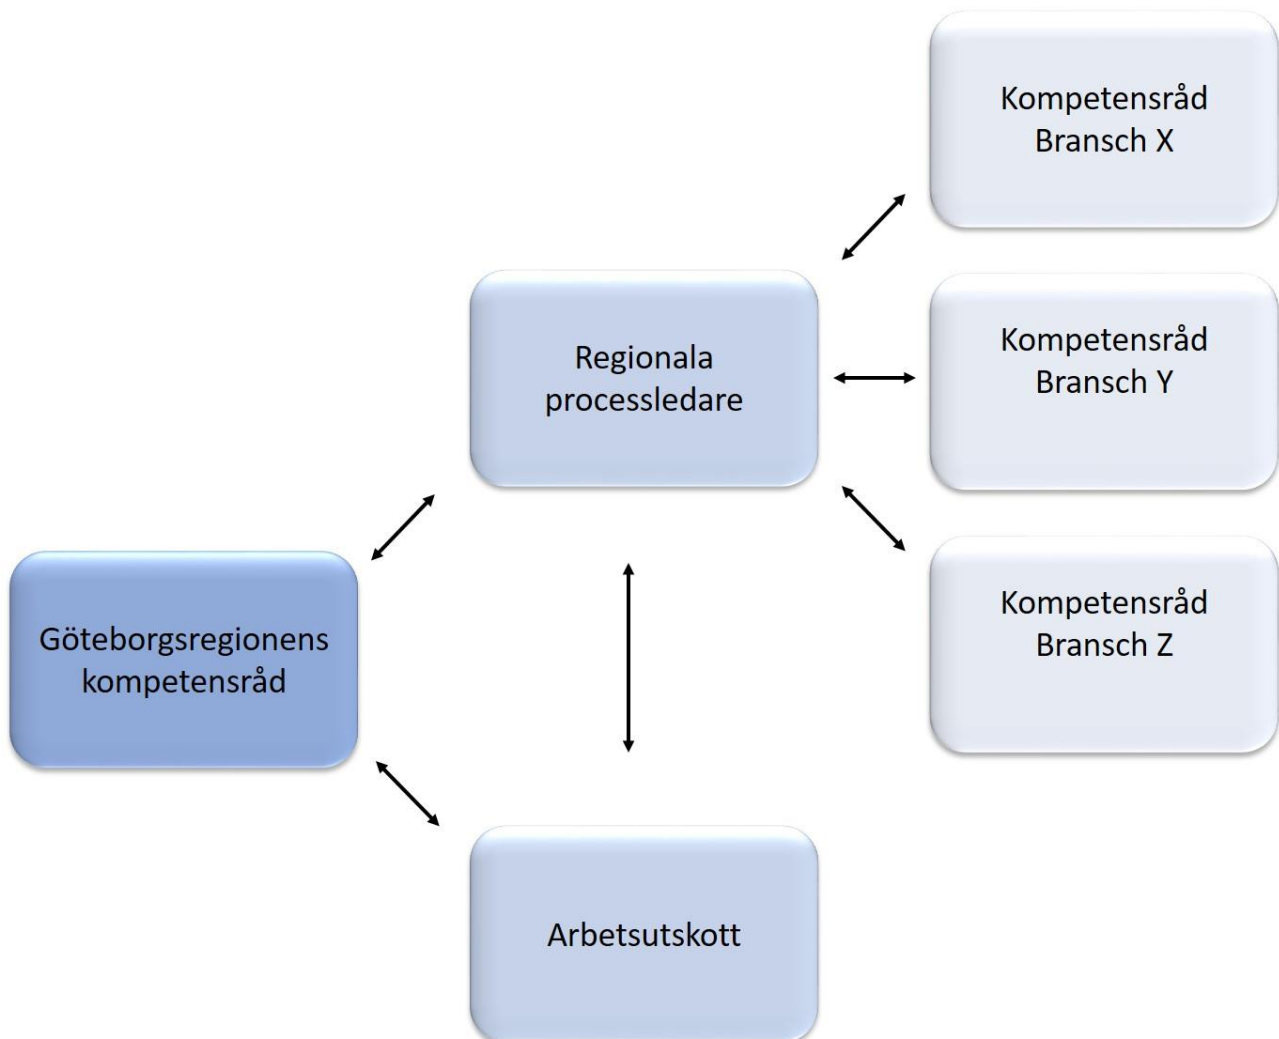 Kompetensråd
Bransch X
Regionala
processledare
Kompetensråd
Bransch Y
Göteborgsregionens
kompetensråd
Kompetensråd
Bransch Z
Arbetsutskott